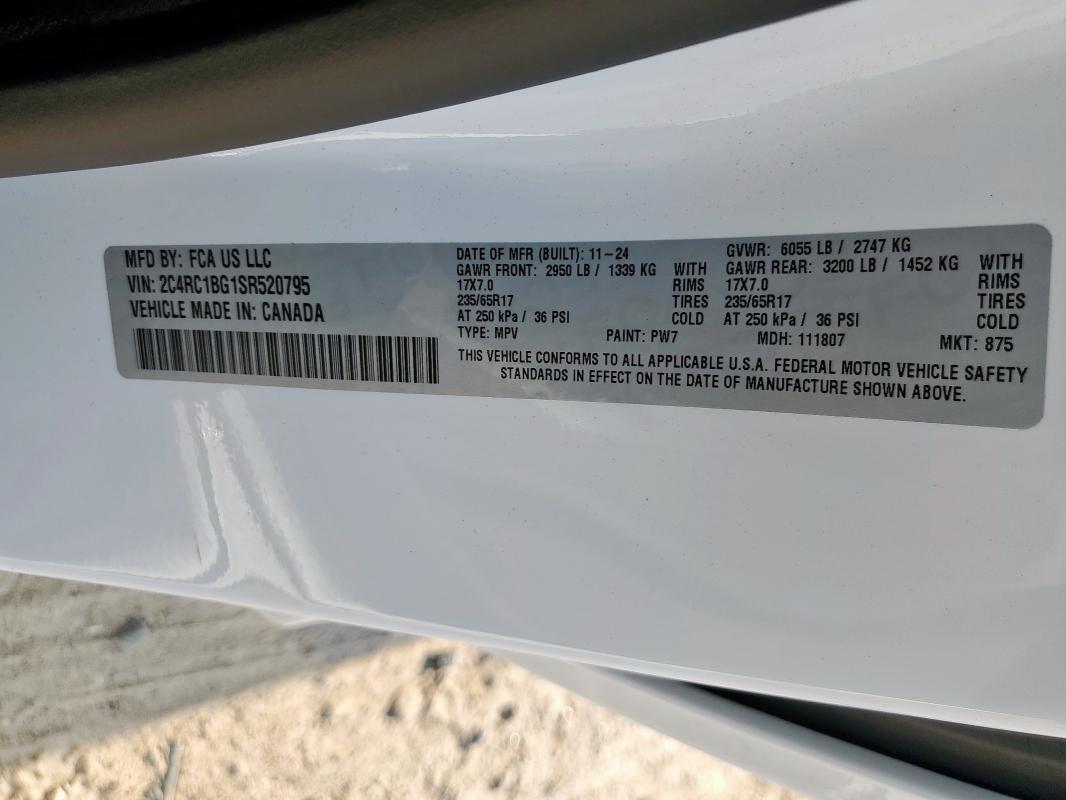 MFD BY: FCA US LLC
VIN: 2C4RC1BG1SR520795
VEHICLE MADE IN: CANADA
DATE OF MFR (BUILT): 11-24
GAWR FRONT: 2950 LB / 1339 KG WITH
17X7.0 RIMS
235/65R17 TIRES
AT 250 kPa / 36 PSI COLD
GVWR: 6055 LB / 2747 KG
GAWR REAR: 3200 LB / 1452 KG WITH
17X7.0 RIMS
235/65R17 TIRES
AT 250 kPa / 36 PSI COLD
TYPE: MPV PAINT: PW7 MDH: 111807 MKT: 875
THIS VEHICLE CONFORMS TO ALL APPLICABLE U.S.A. FEDERAL MOTOR VEHICLE SAFETY
STANDARDS IN EFFECT ON THE DATE OF MANUFACTURE SHOWN ABOVE.